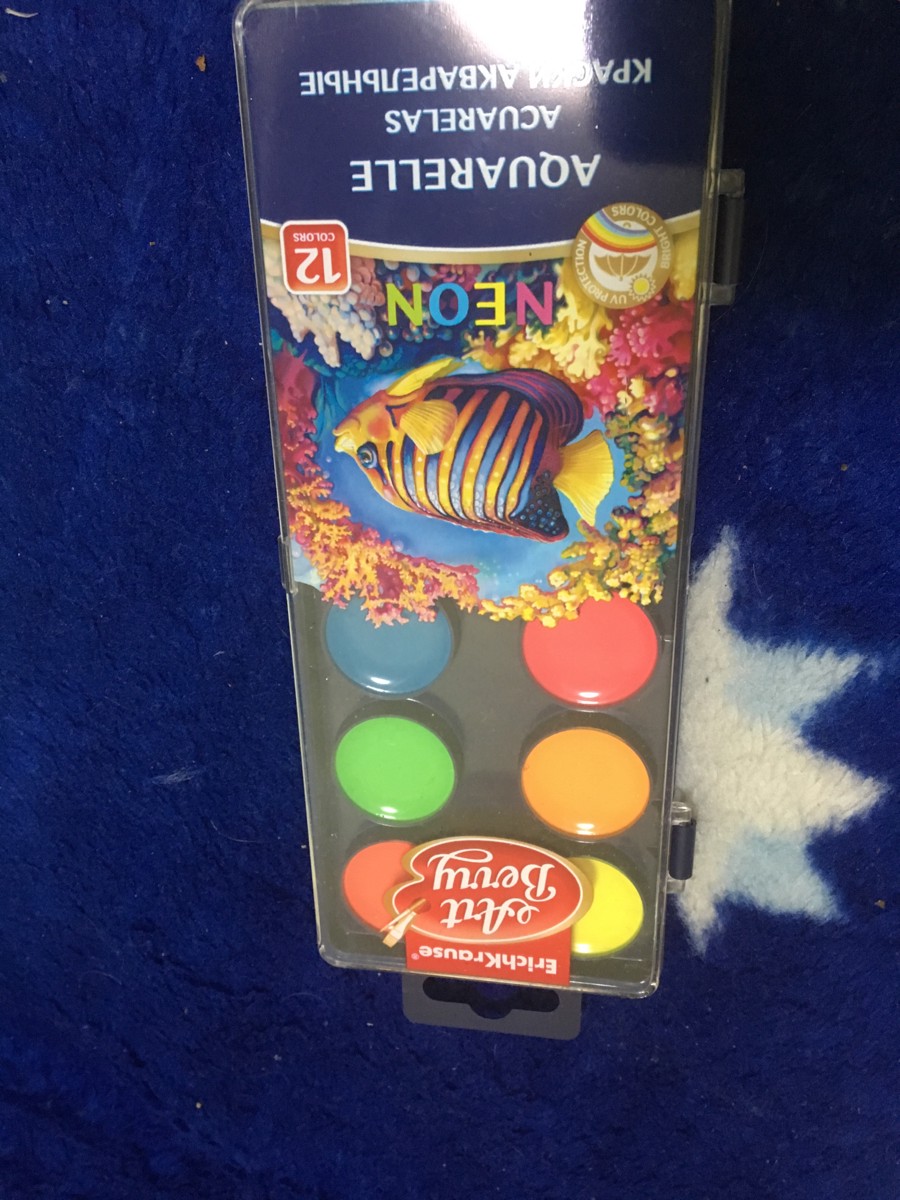 ErichKrause®
Art
Berry
NEON
12
COLORS
UV PROTECTION
BRIGHT COLORS
AQUARELLE
ACUARELAS
КРАСКИ АКВАРЕЛЬНЫЕ